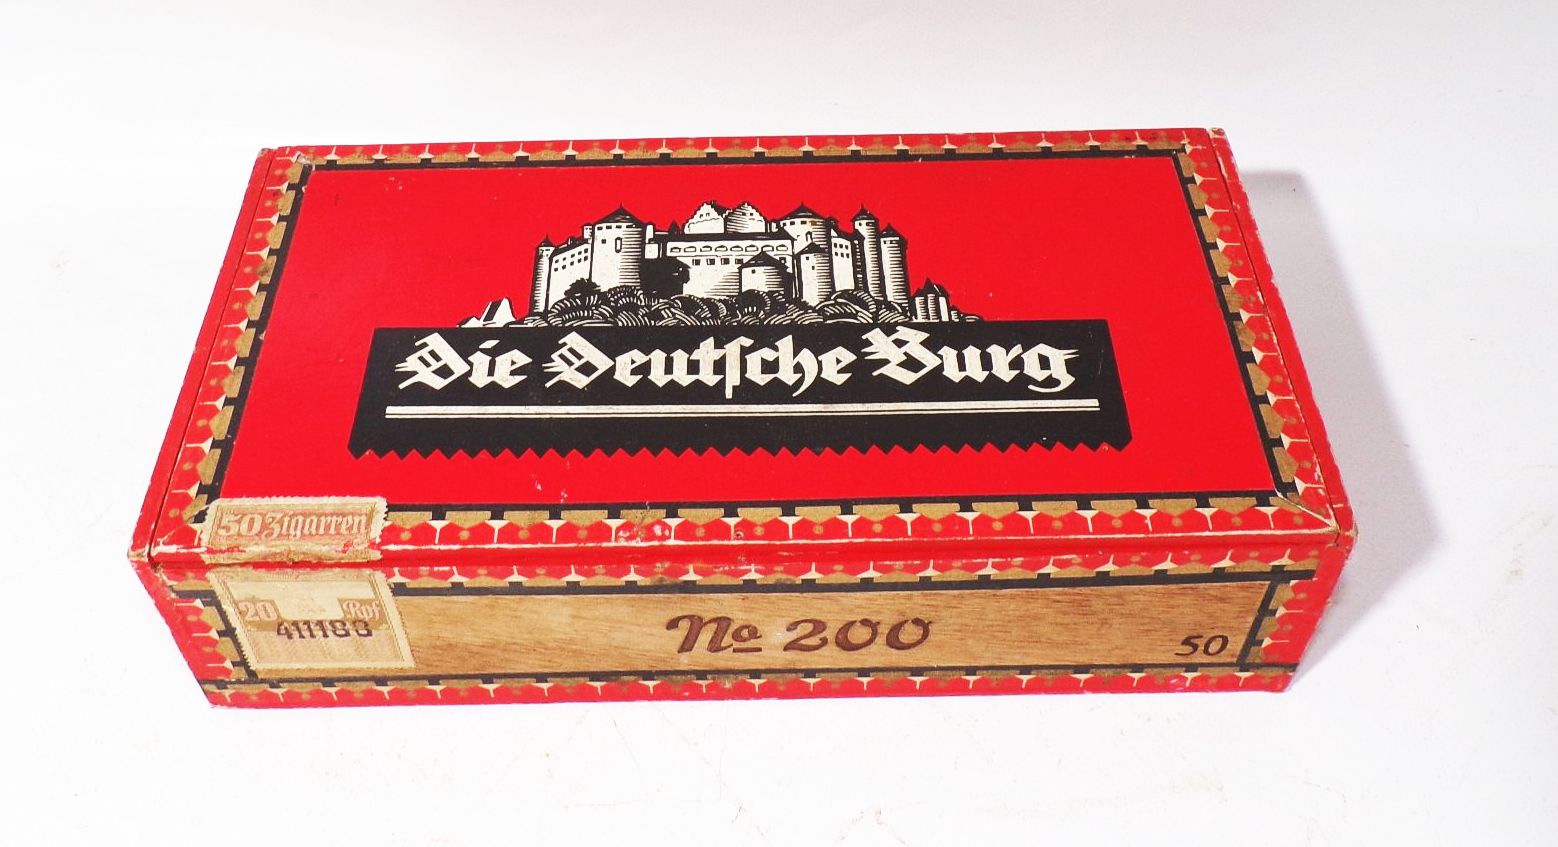 Die Deutsche Burg
50 Zigarren
20 Rpf
411183
No 200
50